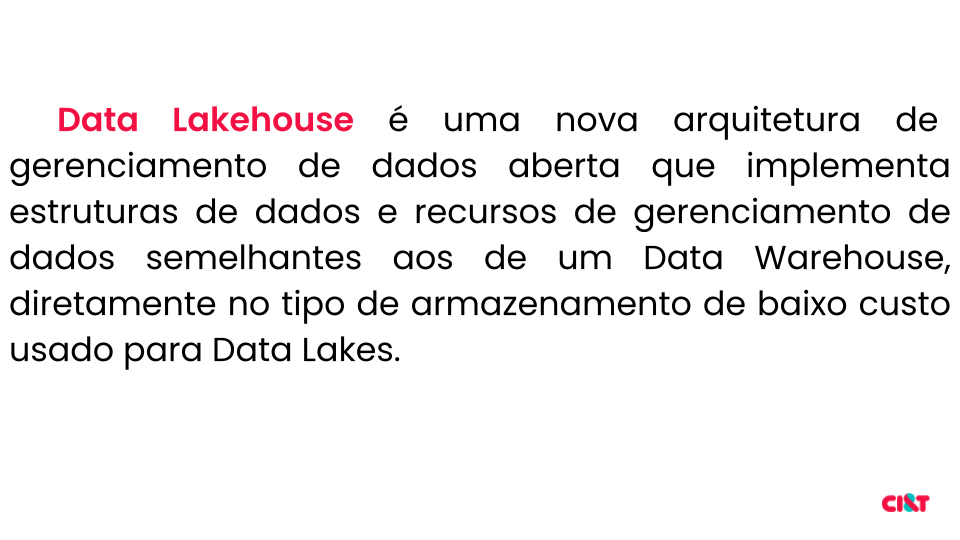 Data Lakehouse é uma nova arquitetura de
gerenciamento de dados aberta que implementa
estruturas de dados e recursos de gerenciamento de
dados semelhantes aos de um Data Warehouse,
diretamente no tipo de armazenamento de baixo custo
usado para Data Lakes.
CI&T